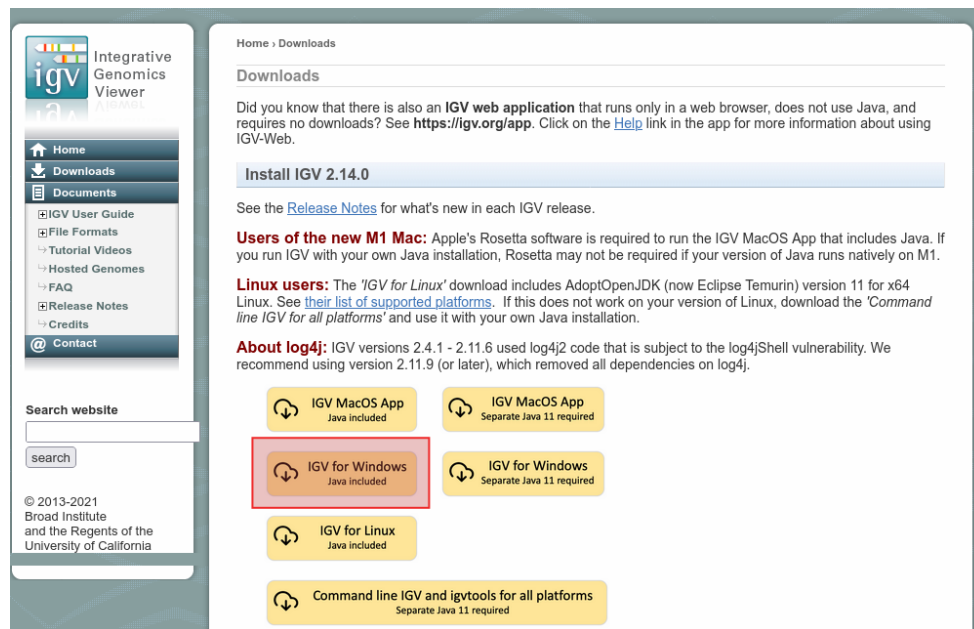 igv
Integrative
Genomics
Viewer
Home
Downloads
Documents
IGV User Guide
File Formats
Tutorial Videos
Hosted Genomes
FAQ
Release Notes
Credits
@ Contact
Search website
search
© 2013-2021
Broad Institute
and the Regents of the
University of California
Home › Downloads
Downloads
Did you know that there is also an IGV web application that runs only in a web browser, does not use Java, and
requires no downloads? See https://igv.org/app. Click on the Help link in the app for more information about using
IGV-Web.
Install IGV 2.14.0
See the Release Notes for what's new in each IGV release.
Users of the new M1 Mac: Apple's Rosetta software is required to run the IGV MacOS App that includes Java. If
you run IGV with your own Java installation, Rosetta may not be required if your version of Java runs natively on M1.
Linux users: The 'IGV for Linux' download includes AdoptOpenJDK (now Eclipse Temurin) version 11 for x64
Linux. See their list of supported platforms. If this does not work on your version of Linux, download the 'Command
line IGV for all platforms' and use it with your own Java installation.
About log4j: IGV versions 2.4.1 - 2.11.6 used log4j2 code that is subject to the log4jShell vulnerability. We
recommend using version 2.11.9 (or later), which removed all dependencies on log4j.
IGV MacOS App
Java included
IGV MacOS App
Separate Java 11 required
IGV for Windows
Java included
IGV for Windows
Separate Java 11 required
IGV for Linux
Java included
Command line IGV and igvtools for all platforms
Separate Java 11 required